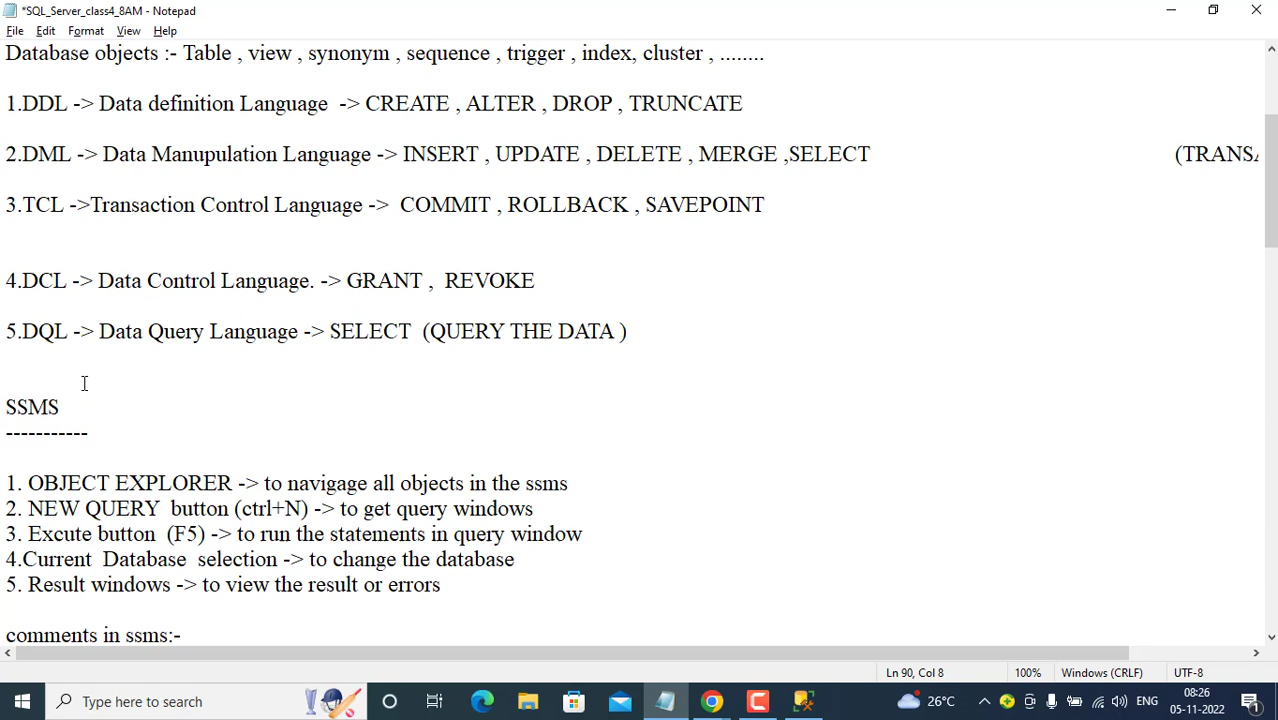 *SQL_Server_class4_8AM - Notepad
File Edit Format View Help
Database objects :- Table , view , synonym , sequence , trigger , index, cluster , ........
1.DDL -> Data definition Language -> CREATE , ALTER , DROP , TRUNCATE
2.DML -> Data Manupulation Language -> INSERT , UPDATE , DELETE , MERGE ,SELECT (TRANSA
3.TCL ->Transaction Control Language -> COMMIT , ROLLBACK , SAVEPOINT
4.DCL -> Data Control Language. -> GRANT , REVOKE
5.DQL -> Data Query Language -> SELECT (QUERY THE DATA )
SSMS
-----------
1. OBJECT EXPLORER -> to navigage all objects in the ssms
2. NEW QUERY button (ctrl+N) -> to get query windows
3. Excute button (F5) -> to run the statements in query window
4.Current Database selection -> to change the database
5. Result windows -> to view the result or errors
comments in ssms:-
Ln 90, Col 8 100% Windows (CRLF) UTF-8
Type here to search 26°C ENG 08:26
05-11-2022 1